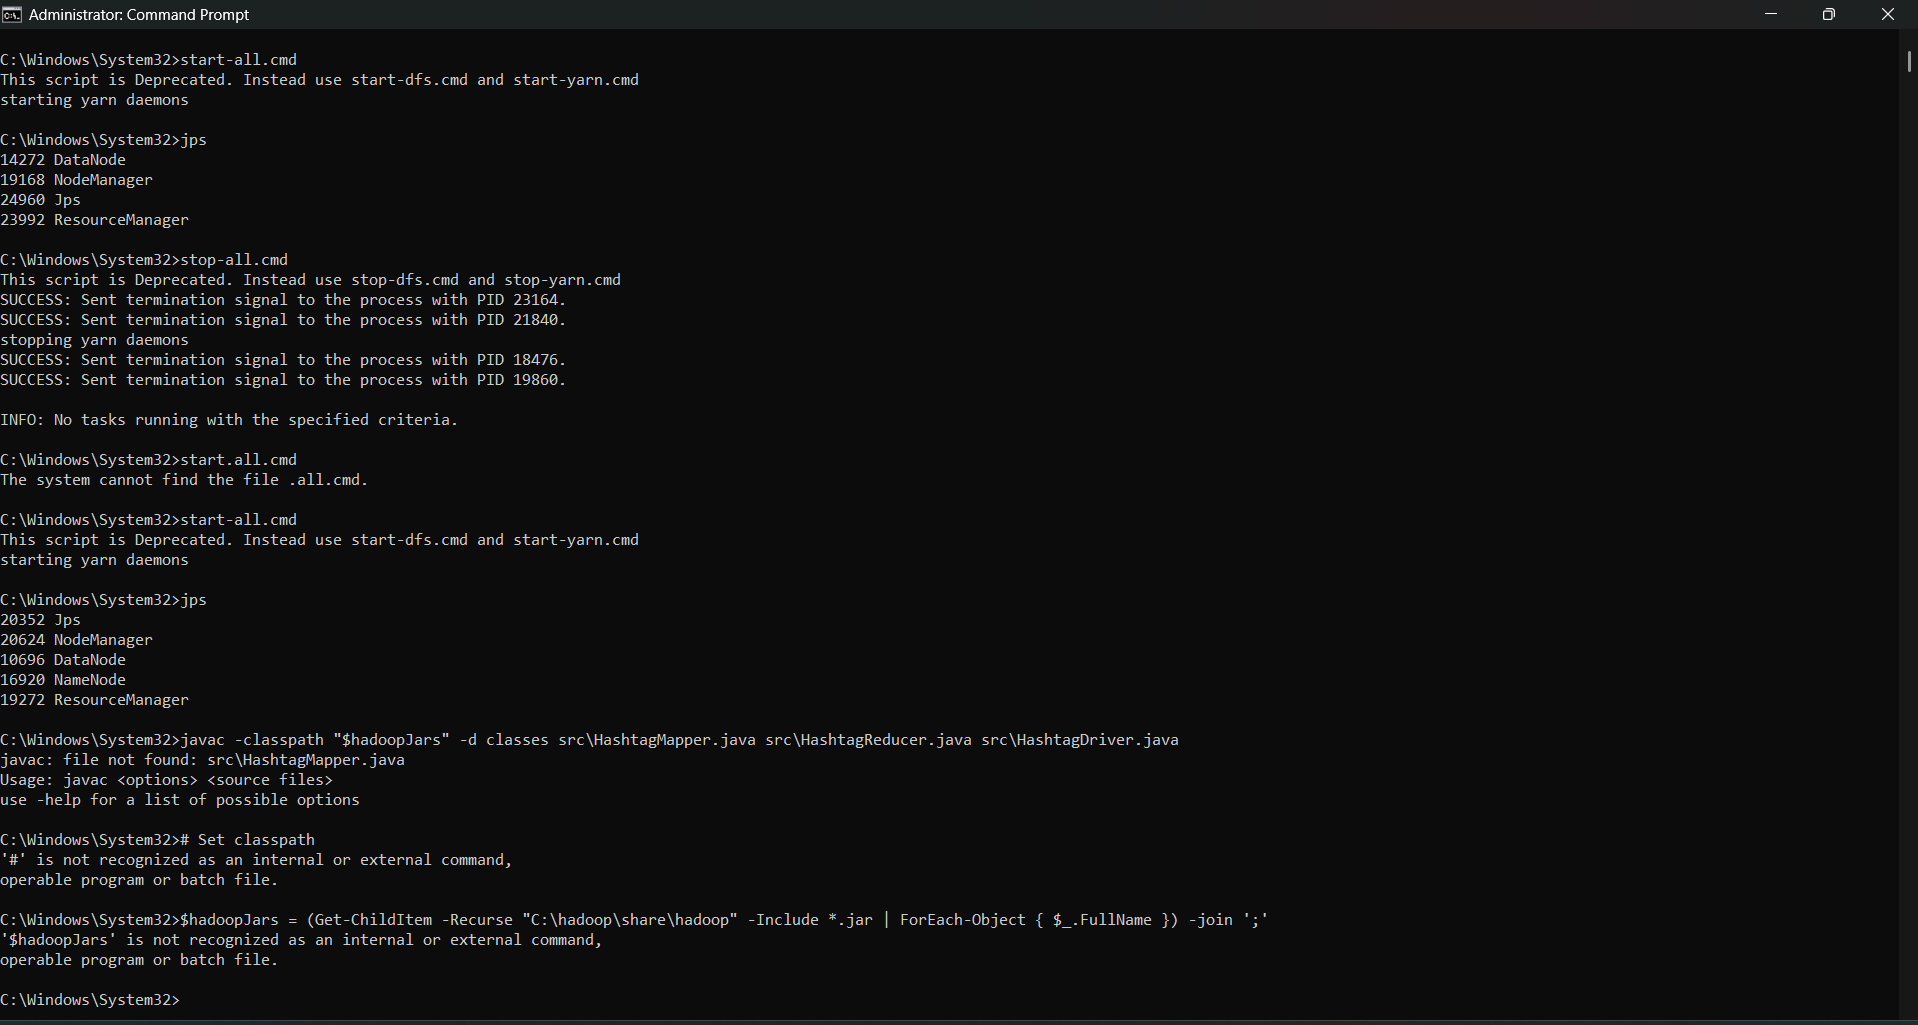 Administrator: Command Prompt
C:\Windows\System32>start-all.cmd
This script is Deprecated. Instead use start-dfs.cmd and start-yarn.cmd
starting yarn daemons
C:\Windows\System32>jps
14272 DataNode
19168 NodeManager
24960 Jps
23992 ResourceManager
C:\Windows\System32>stop-all.cmd
This script is Deprecated. Instead use stop-dfs.cmd and stop-yarn.cmd
SUCCESS: Sent termination signal to the process with PID 23164.
SUCCESS: Sent termination signal to the process with PID 21840.
stopping yarn daemons
SUCCESS: Sent termination signal to the process with PID 18476.
SUCCESS: Sent termination signal to the process with PID 19860.
INFO: No tasks running with the specified criteria.
C:\Windows\System32>start.all.cmd
The system cannot find the file .all.cmd.
C:\Windows\System32>start-all.cmd
This script is Deprecated. Instead use start-dfs.cmd and start-yarn.cmd
starting yarn daemons
C:\Windows\System32>jps
20352 Jps
20624 NodeManager
10696 DataNode
16920 NameNode
19272 ResourceManager
C:\Windows\System32>javac -classpath "$hadoopJars" -d classes src\HashtagMapper.java src\HashtagReducer.java src\HashtagDriver.java
javac: file not found: src\HashtagMapper.java
Usage: javac <options> <source files>
use -help for a list of possible options
C:\Windows\System32># Set classpath
'#' is not recognized as an internal or external command,
operable program or batch file.
C:\Windows\System32>$hadoopJars = (Get-ChildItem -Recurse "C:\hadoop\share\hadoop" -Include *.jar | ForEach-Object { $_.FullName }) -join ';'
'$hadoopJars' is not recognized as an internal or external command,
operable program or batch file.
C:\Windows\System32>